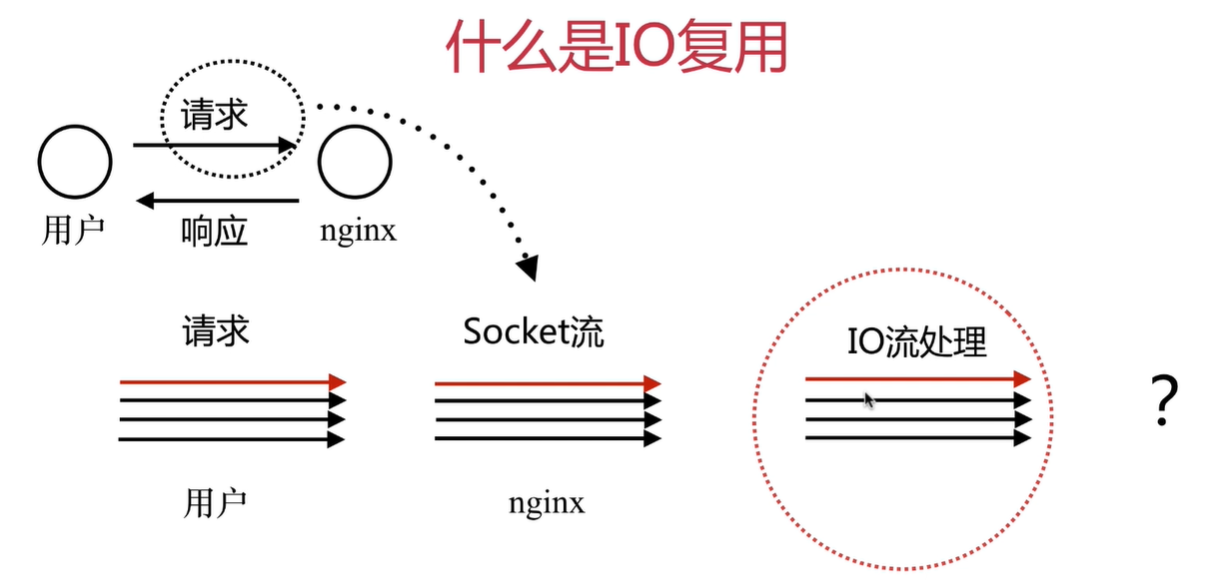 什么是IO复用
请求
用户
响应
nginx
请求
Socket流
IO流处理
?
用户
nginx